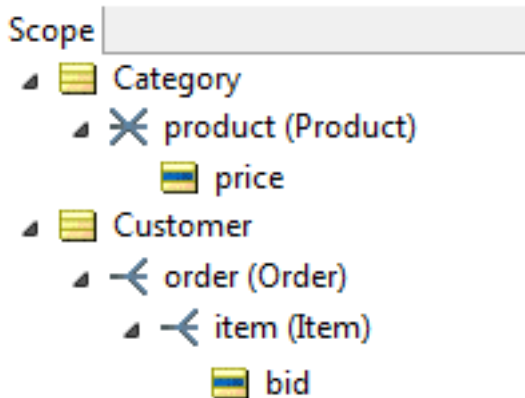 Scope
Category
product (Product)
price
Customer
order (Order)
item (Item)
bid